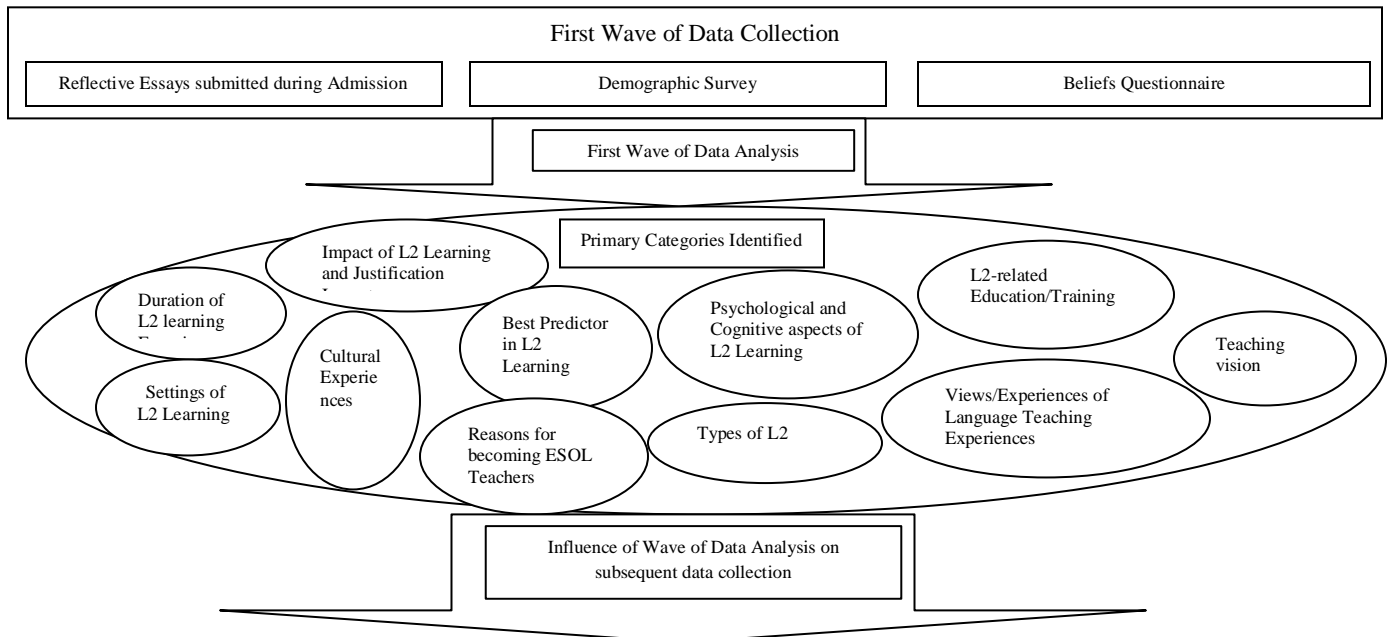 First Wave of Data Collection
Reflective Essays submitted during Admission
Demographic Survey
Beliefs Questionnaire
First Wave of Data Analysis
Primary Categories Identified
Impact of L2 Learning
and Justification
Duration of
L2 learning
Settings of
L2 Learning
Cultural
Experie
nces
Best Predictor
in L2
Learning
Reasons for
becoming ESOL
Teachers
Psychological and
Cognitive aspects of
L2 Learning
Types of L2
L2-related
Education/Training
Views/Experiences of
Language Teaching
Experiences
Teaching
vision
Influence of Wave of Data Analysis on
subsequent data collection